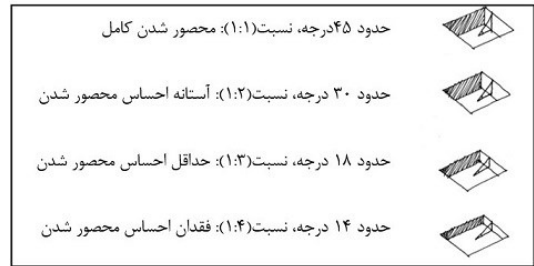 حدود ۴۵درجه، نسبت(۱:۱): محصور شدن کامل
حدود ۳۰ درجه، نسبت(۱:۲): آستانه احساس محصور شدن
حدود ۱۸ درجه، نسبت(۱:۳): حداقل احساس محصور شدن
حدود ۱۴ درجه، نسبت(۱:۴): فقدان احساس محصور شدن